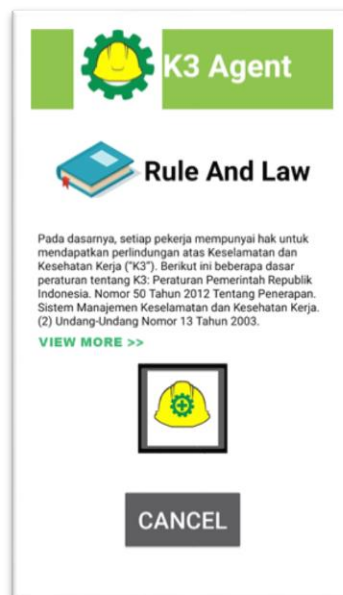 K3 Agent
Rule And Law
Pada dasarnya, setiap pekerja mempunyai hak untuk
mendapatkan perlindungan atas Keselamatan dan
Kesehatan Kerja ("K3"). Berikut ini beberapa dasar
peraturan tentang K3: Peraturan Pemerintah Republik
Indonesia. Nomor 50 Tahun 2012 Tentang Penerapan.
Sistem Manajemen Keselamatan dan Kesehatan Kerja.
(2) Undang-Undang Nomor 13 Tahun 2003.
VIEW MORE >>
CANCEL